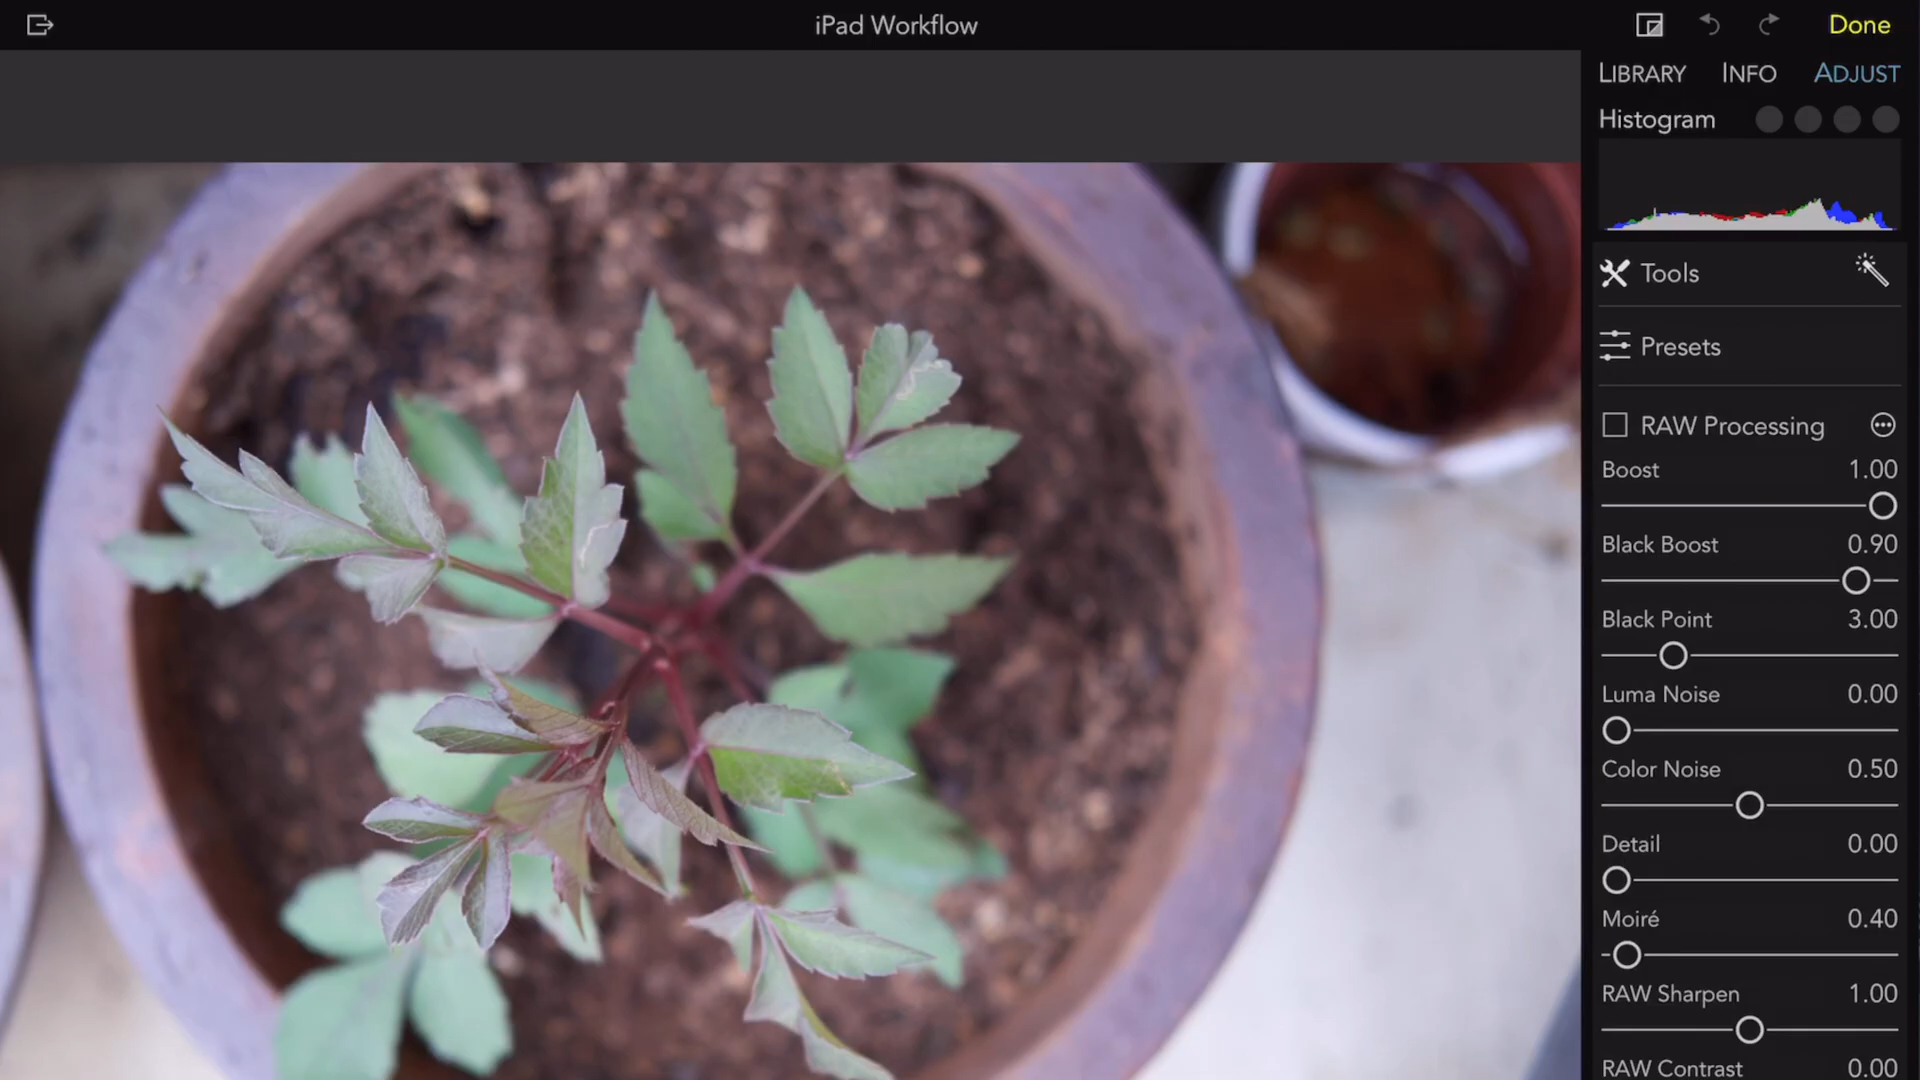 iPad Workflow
Done
LIBRARY INFO ADJUST
Histogram
Tools
Presets
RAW Processing
Boost 1.00
Black Boost 0.90
Black Point 3.00
Luma Noise 0.00
Color Noise 0.50
Detail 0.00
Moiré 0.40
RAW Sharpen 1.00
RAW Contrast 0.00